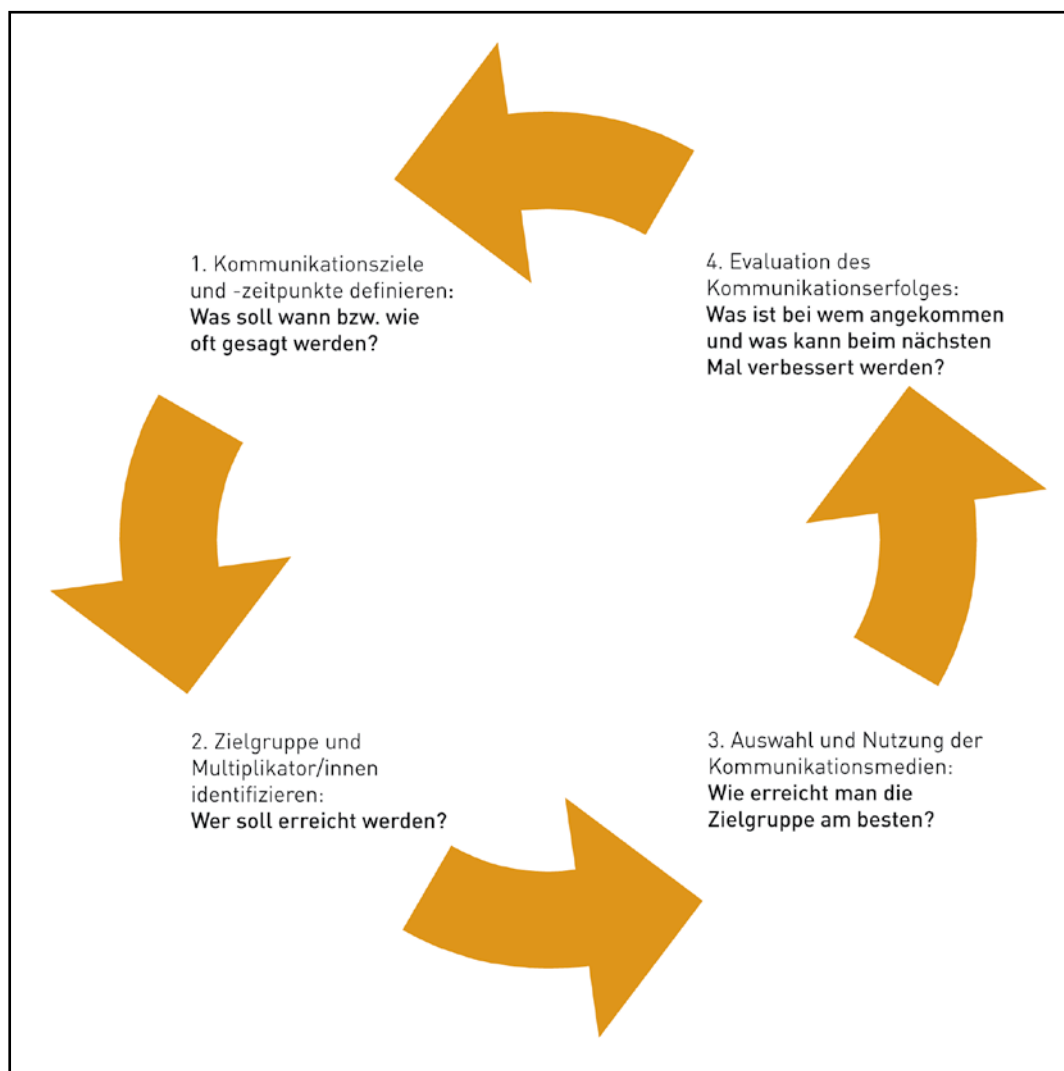 1. Kommunikationsziele
und -zeitpunkte definieren:
Was soll wann bzw. wie
oft gesagt werden?
2. Zielgruppe und
Multiplikator/innen
identifizieren:
Wer soll erreicht werden?
3. Auswahl und Nutzung der
Kommunikationsmedien:
Wie erreicht man die
Zielgruppe am besten?
4. Evaluation des
Kommunikationserfolges:
Was ist bei wem angekommen
und was kann beim nächsten
Mal verbessert werden?